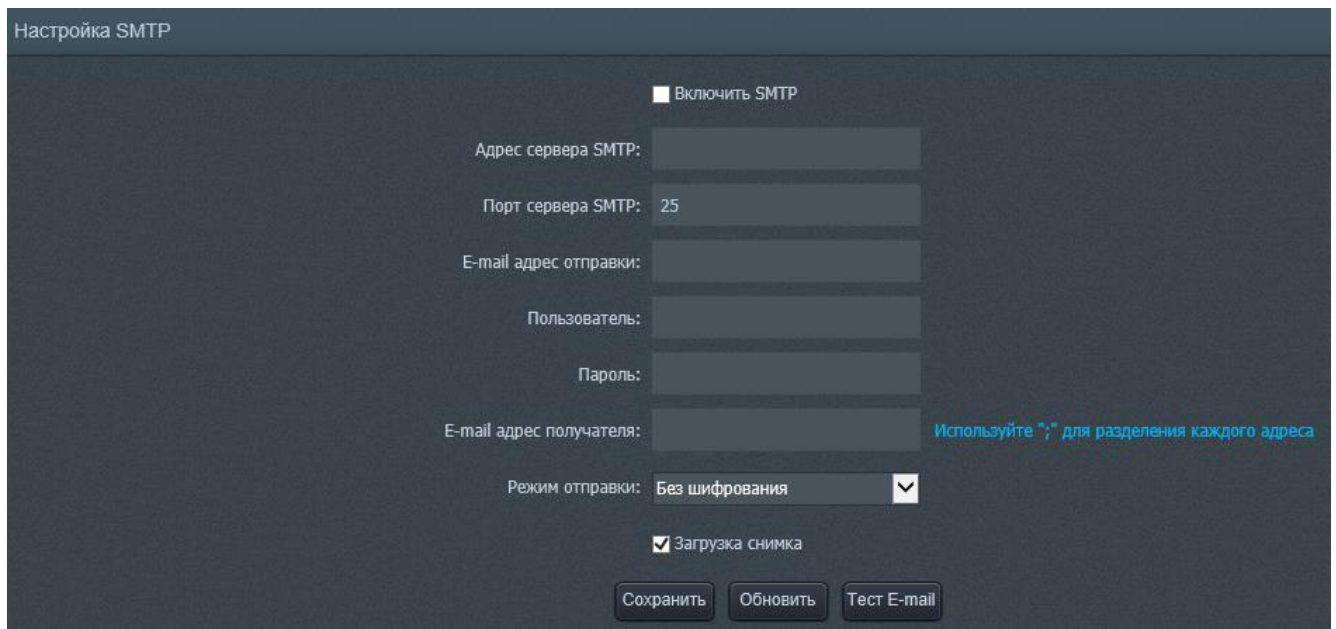 Настройка SMTP
Включить SMTP
Адрес сервера SMTP:
Порт сервера SMTP: 25
E-mail адрес отправки:
Пользователь:
Пароль:
E-mail адрес получателя: Используйте ";" для разделения каждого адреса
Режим отправки: Без шифрования
Загрузка снимка
Сохранить Обновить Тест E-mail